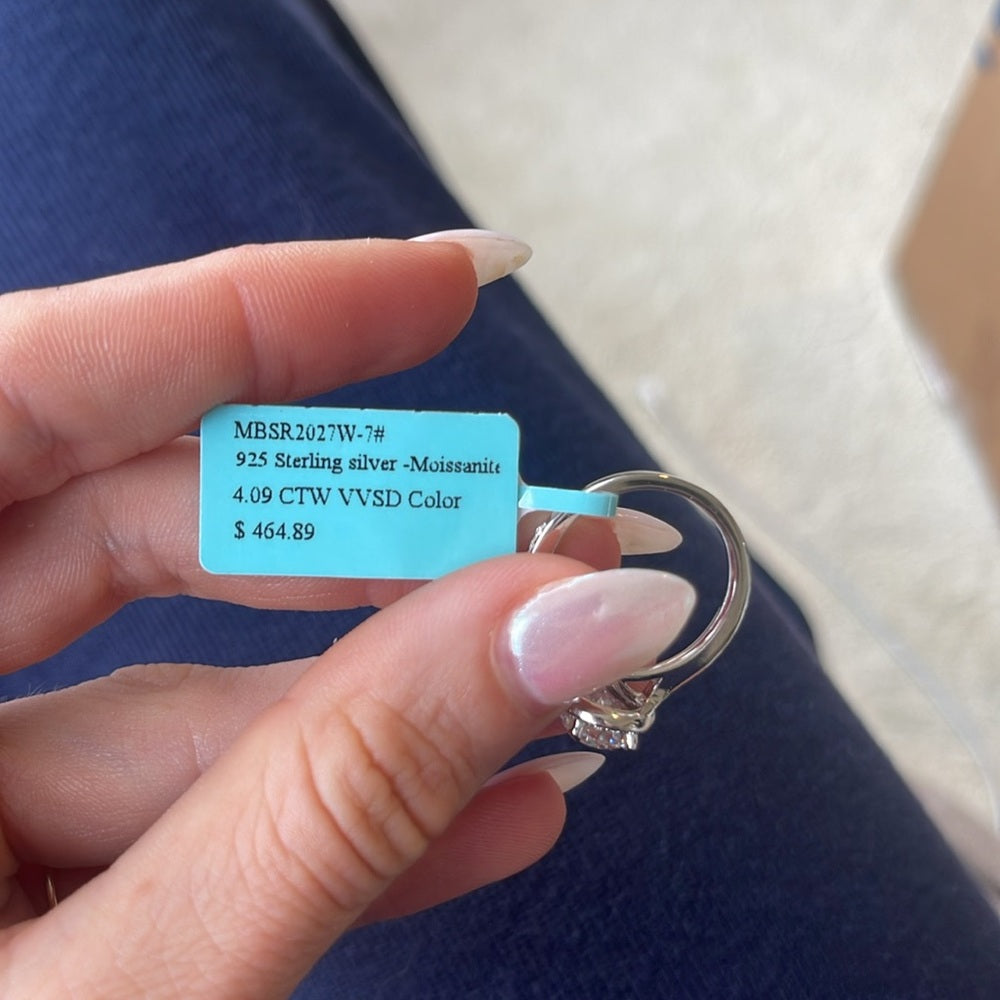 MBSR2027W-7#
925 Sterling silver -Moissanite
4.09 CTW VVSD Color
$ 464.89